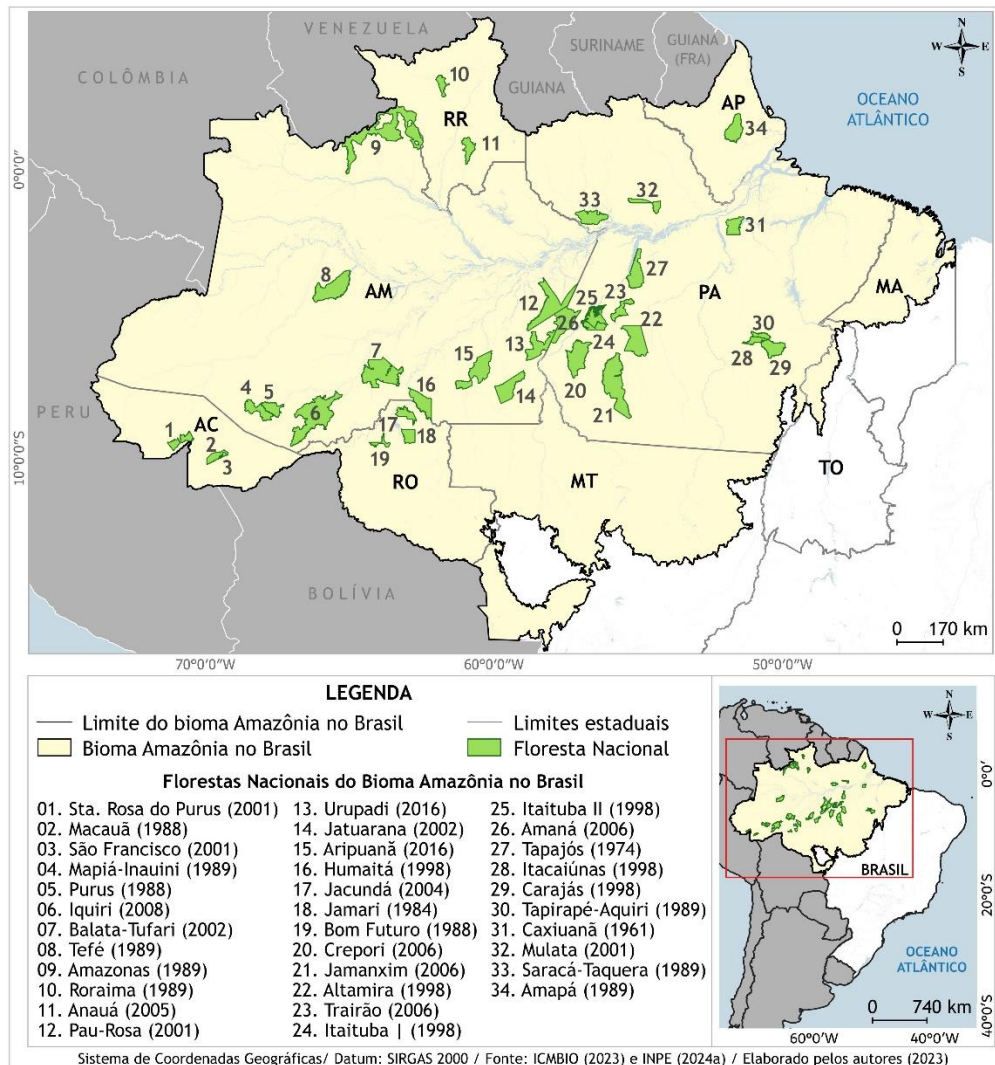 VENEZUELA
SURINAME
GUIANA
(FRA)
COLÔMBIA
GUIANA
N
W E
S
OCEANO
ATLÂNTICO
10
RR
AP
34
9
11
0°0'0"
33
32
31
8
AM
27
12
25
23
PA
MA
26
22
30
7
15
13
24
28
29
16
14
20
21
PERU
4
5
6
17
18
AC
1
2
3
19
10°0'0"S
RO
MT
TO
BOLÍVIA
0 170 km
70°0'0"W
60°0'0"W
50°0'0"W
LEGENDA
Limite do bioma Amazônia no Brasil
Limites estaduais
Bioma Amazônia no Brasil
Floresta Nacional
Florestas Nacionais do Bioma Amazônia no Brasil
01. Sta. Rosa do Purus (2001)
02. Macauã (1988)
03. São Francisco (2001)
04. Mapiá-Inauini (1989)
05. Purus (1988)
06. Iquiri (2008)
07. Balata-Tufari (2002)
08. Tefé (1989)
09. Amazonas (1989)
10. Roraima (1989)
11. Anauá (2005)
12. Pau-Rosa (2001)
13. Urupadi (2016)
14. Jatuarana (2002)
15. Aripuanã (2016)
16. Humaitá (1998)
17. Jacundá (2004)
18. Jamari (1984)
19. Bom Futuro (1988)
20. Crepori (2006)
21. Jamanxim (2006)
22. Altamira (1998)
23. Trairão (2006)
24. Itaituba | (1998)
25. Itaituba II (1998)
26. Amaná (2006)
27. Tapajós (1974)
28. Itacaiúnas (1998)
29. Carajás (1998)
30. Tapirapé-Aquiri (1989)
31. Caxiuanã (1961)
32. Mulata (2001)
33. Saracá-Taquera (1989)
34. Amapá (1989)
N
W E
S
BRASIL
OCEANO
ATLÂNTICO
0 740 km
0°0'
20°0'S
40°0'S
60°0'W
40°0'W
Sistema de Coordenadas Geográficas/ Datum: SIRGAS 2000 / Fonte: ICMBIO (2023) e INPE (2024a) / Elaborado pelos autores (2023)